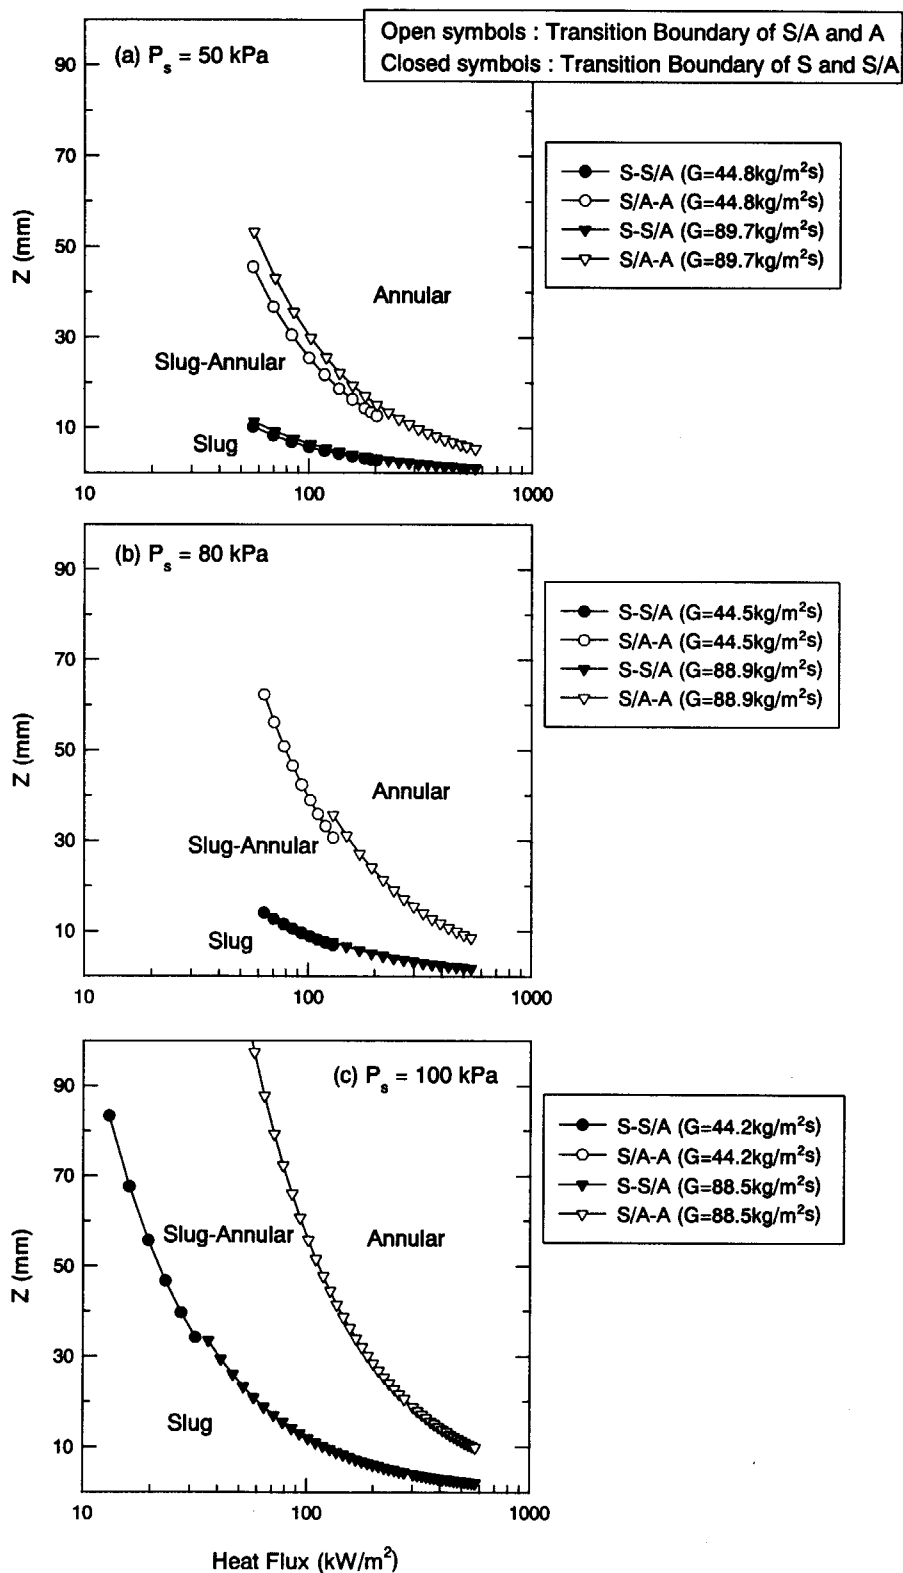 Open symbols : Transition Boundary of S/A and A
Closed symbols : Transition Boundary of S and S/A
(a) Pₛ = 50 kPa
90
70
50
30
10
Z (mm)
Annular
Slug-Annular
Slug
10 100 1000
S-S/A (G=44.8kg/m²s)
S/A-A (G=44.8kg/m²s)
S-S/A (G=89.7kg/m²s)
S/A-A (G=89.7kg/m²s)
(b) Pₛ = 80 kPa
90
70
50
30
10
Z (mm)
Annular
Slug-Annular
Slug
10 100 1000
S-S/A (G=44.5kg/m²s)
S/A-A (G=44.5kg/m²s)
S-S/A (G=88.9kg/m²s)
S/A-A (G=88.9kg/m²s)
(c) Pₛ = 100 kPa
90
70
50
30
10
Z (mm)
Slug-Annular Annular
Slug
10 100 1000
S-S/A (G=44.2kg/m²s)
S/A-A (G=44.2kg/m²s)
S-S/A (G=88.5kg/m²s)
S/A-A (G=88.5kg/m²s)
Heat Flux (kW/m²)